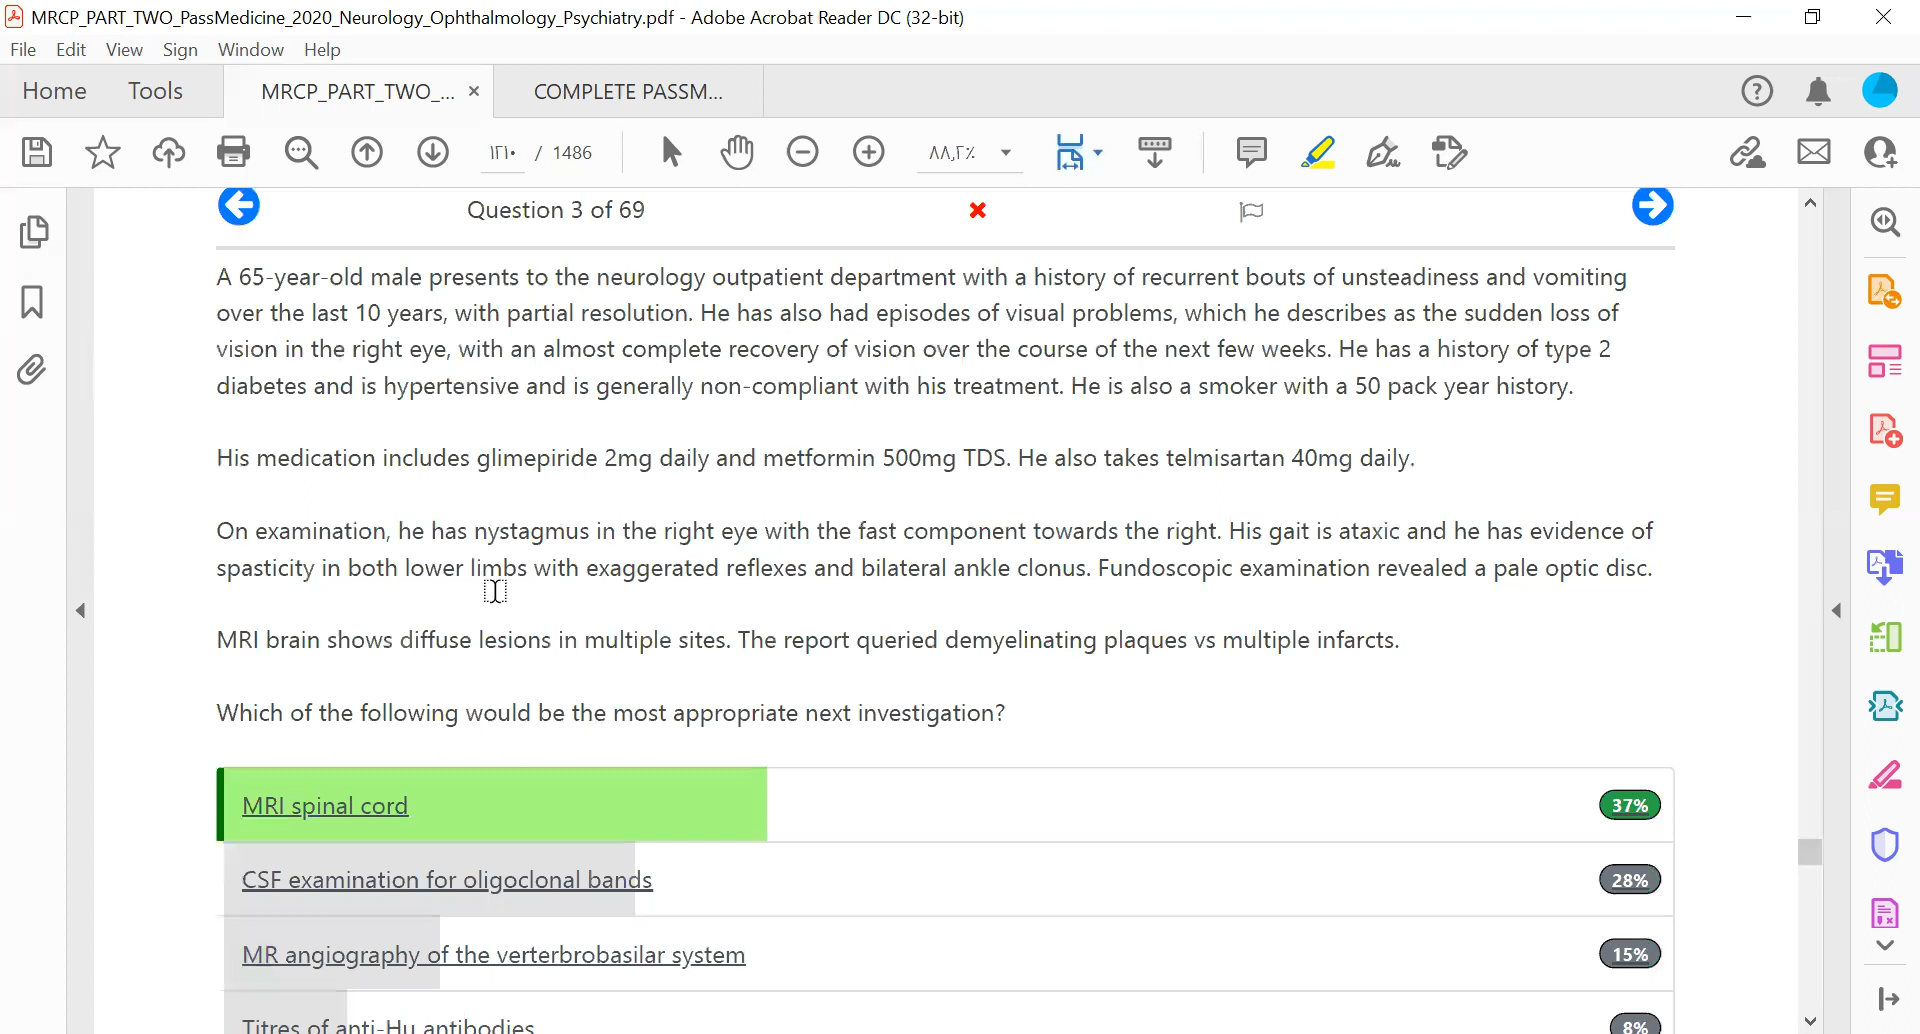 MRCP_PART_TWO_PassMedicine_2020_Neurology_Ophthalmology_Psychiatry.pdf - Adobe Acrobat Reader DC (32-bit)
File Edit View Sign Window Help
Home Tools MRCP_PART_TWO_... × COMPLETE PASSM...
١٢١٠ / 1486 ٨٨,٢٪
Question 3 of 69
A 65-year-old male presents to the neurology outpatient department with a history of recurrent bouts of unsteadiness and vomiting
over the last 10 years, with partial resolution. He has also had episodes of visual problems, which he describes as the sudden loss of
vision in the right eye, with an almost complete recovery of vision over the course of the next few weeks. He has a history of type 2
diabetes and is hypertensive and is generally non-compliant with his treatment. He is also a smoker with a 50 pack year history.
His medication includes glimepiride 2mg daily and metformin 500mg TDS. He also takes telmisartan 40mg daily.
On examination, he has nystagmus in the right eye with the fast component towards the right. His gait is ataxic and he has evidence of
spasticity in both lower limbs with exaggerated reflexes and bilateral ankle clonus. Fundoscopic examination revealed a pale optic disc.
MRI brain shows diffuse lesions in multiple sites. The report queried demyelinating plaques vs multiple infarcts.
Which of the following would be the most appropriate next investigation?
MRI spinal cord 37%
CSF examination for oligoclonal bands 28%
MR angiography of the verterbrobasilar system 15%
Titres of anti-Hu antibodies 8%